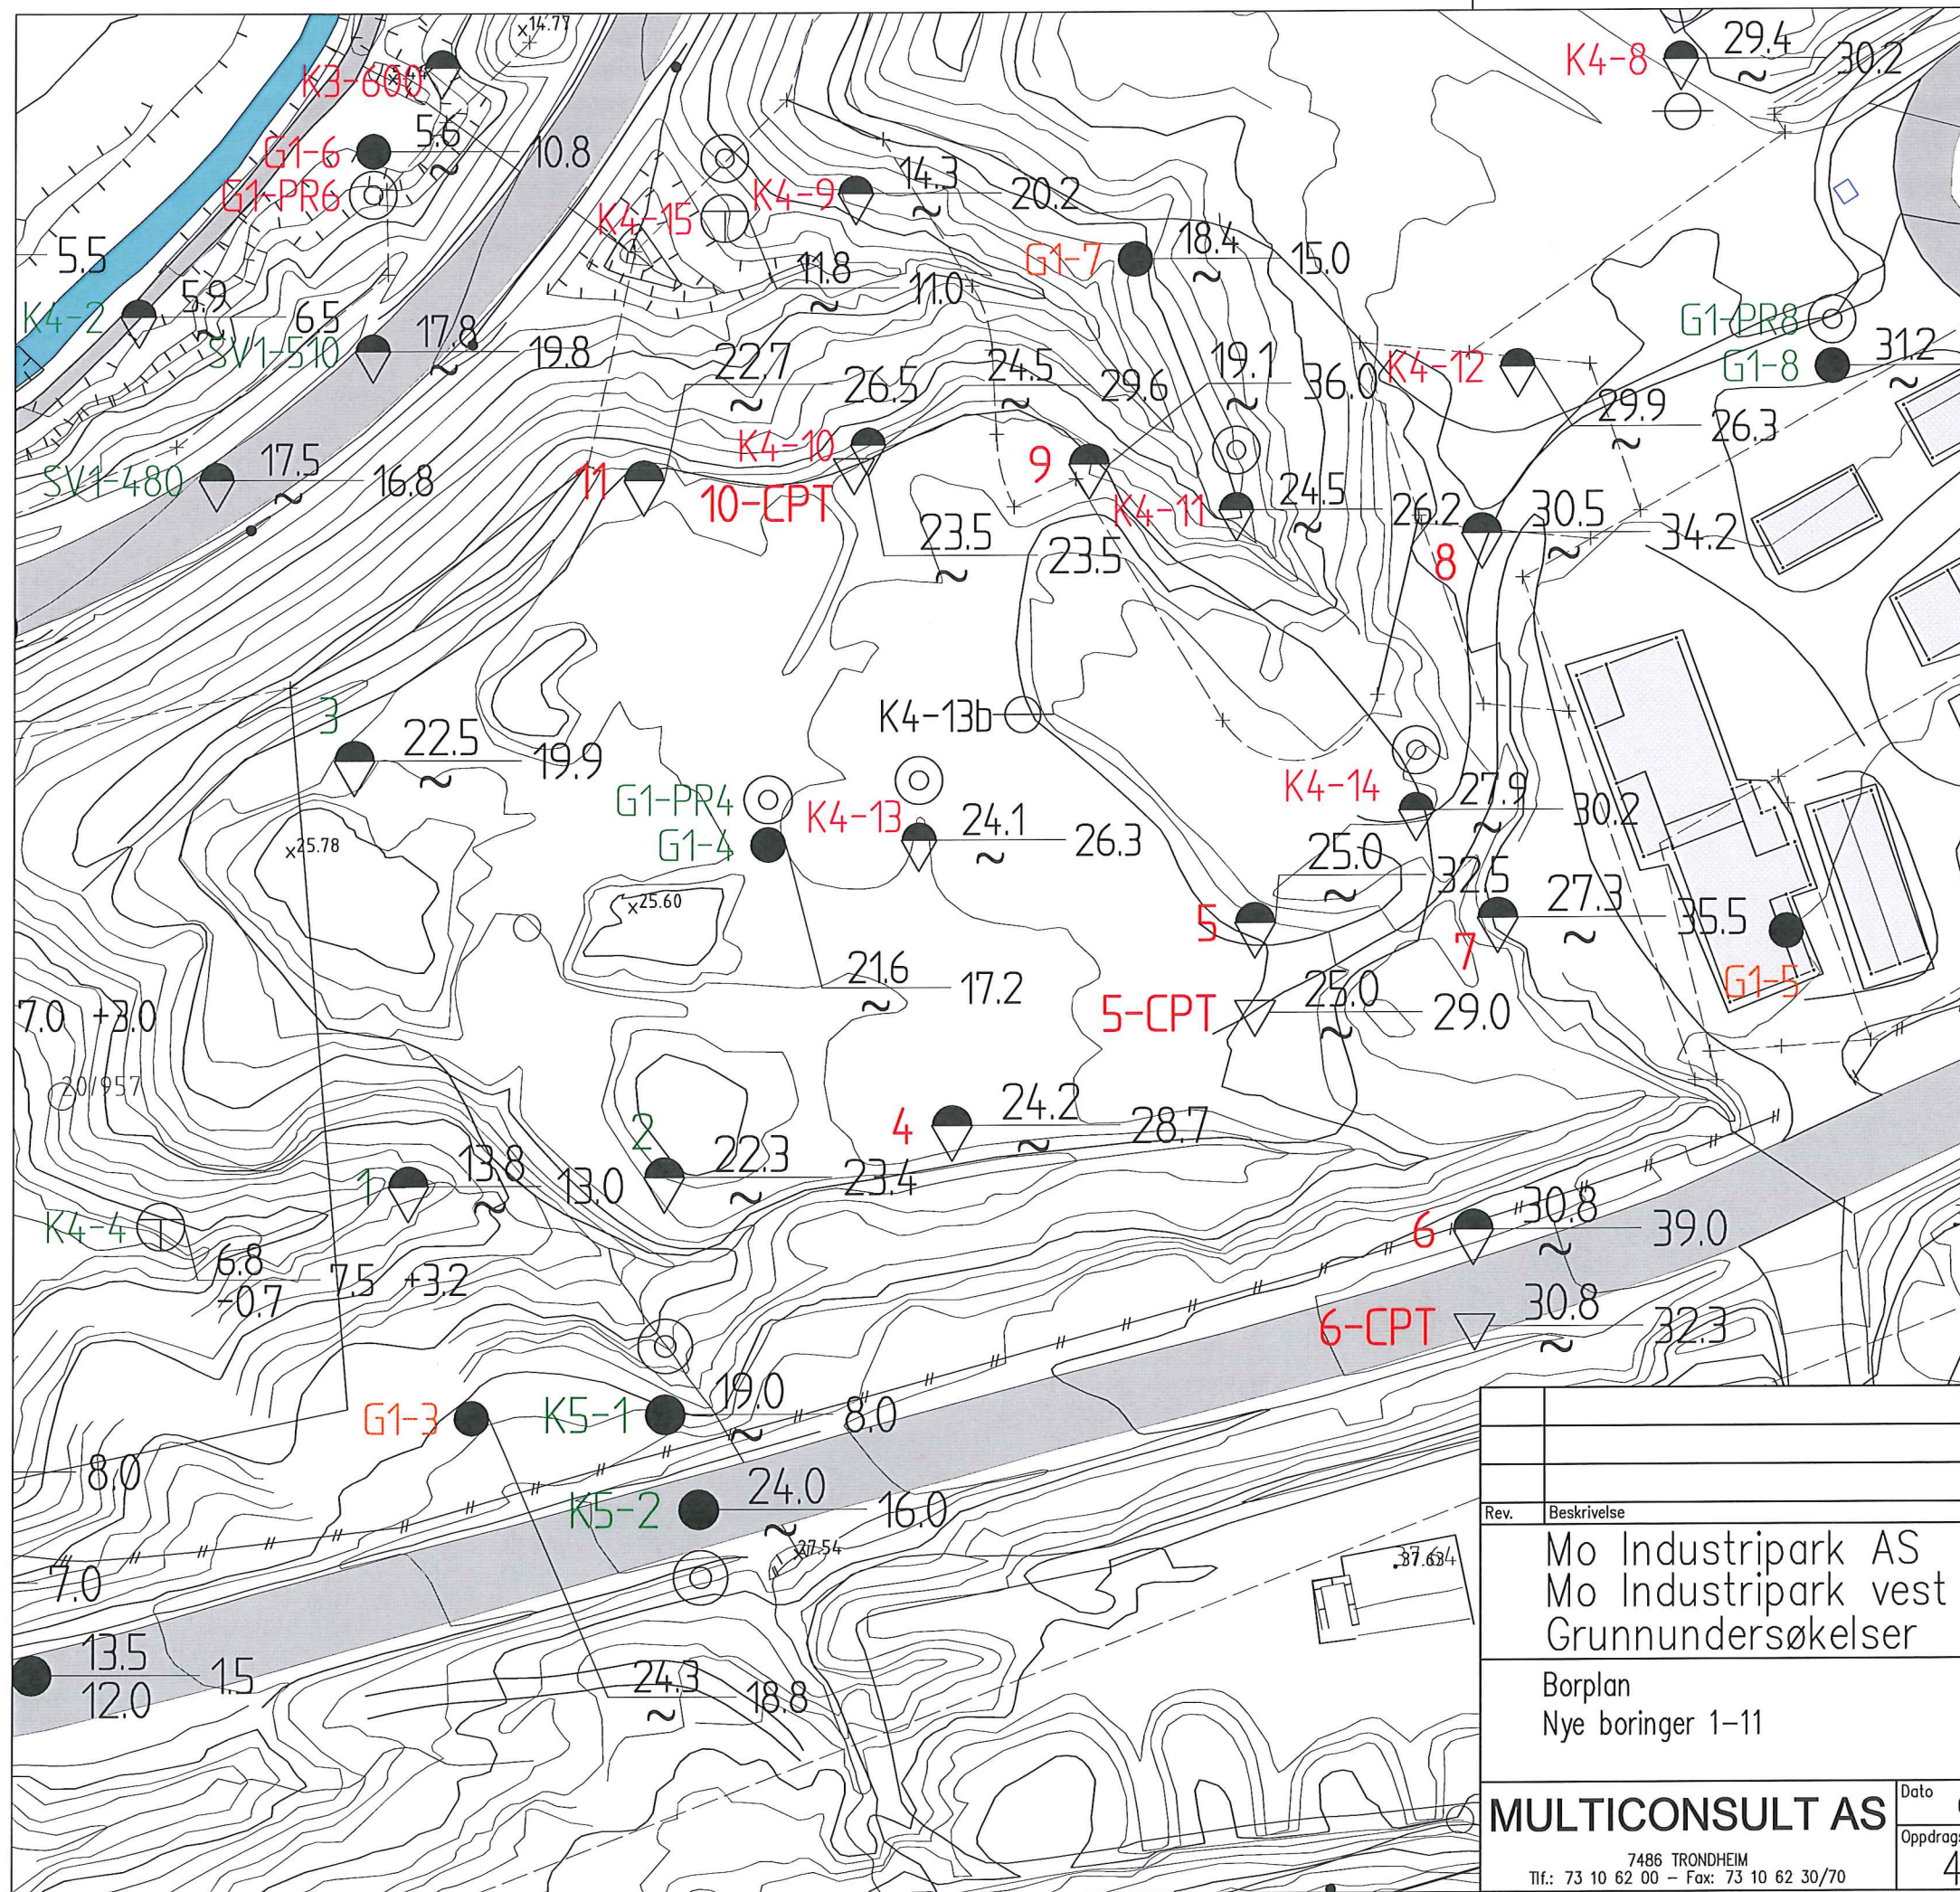 x14.77
K3-600
29.4
K4-8
30.2
5.6
G1-6
10.8
G1-PR6
14.3
K4-9
20.2
K4-15
18.4
G1-7
15.0
5.5
11.8
11.0
5.9
K4-2
6.5
17.8
SV1-510
19.8
G1-PR8
31.2
G1-8
22.7
26.5
24.5
29.6
19.1
36.0
K4-12
29.9
26.3
K4-10
9
17.5
SV1-480
16.8
11
10-CPT
24.5
K4-11
26.2
30.5
34.2
8
23.5
23.5
3
22.5
19.9
K4-13b
G1-PR4
K4-13
24.1
26.3
G1-4
K4-14
27.9
30.2
x25.78
25.0
32.5
x25.60
5
27.3
35.5
7
G1-5
21.6
17.2
7.0 +3.0
5-CPT
25.0
29.0
20/957
4
24.2
28.7
2
22.3
23.4
1
13.8
13.0
K4-4
6.8
-0.7
7.5 +3.2
6
30.8
39.0
6-CPT
30.8
32.3
G1-3
K5-1
19.0
8.0
8.0
K5-2
24.0
16.0
x27.54
7.0
13.5
12.0
1.5
24.3
18.8
Rev.
Beskrivelse
Mo Industripark AS
Mo Industripark vest
Grunnundersøkelser
Borplan
Nye boringer 1-11
MULTICONSULT AS
7486 TRONDHEIM
Tlf.: 73 10 62 00 - Fax: 73 10 62 30/70
Dato
Oppdrags
4